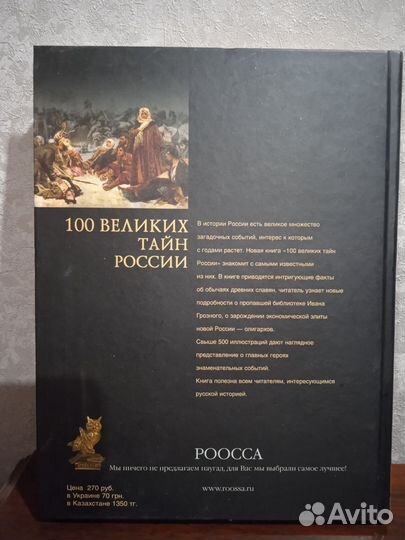 100 ВЕЛИКИХ
ТАЙН
РОССИИ
В истории России есть великое множество
загадочных событий, интерес к которым
с годами растет. Новая книга «100 великих тайн
России» знакомит с самыми известными
из них. В книге приводятся интригующие факты
об обычаях древних славян, читатель узнает новые
подробности о пропавшей библиотеке Ивана
Грозного, о зарождении экономической элиты
новой России — олигархов.
Свыше 500 иллюстраций дают наглядное
представление о главных героях
знаменательных событий.
Книга полезна всем читателям, интересующимся
русской историей.
РООССА
Мы ничего не предлагаем наугад, для Вас мы выбрали самое лучшее!
www.roossa.ru
Цена 270 руб.
в Украине 70 грн.
в Казахстане 1350 тг.
Avito